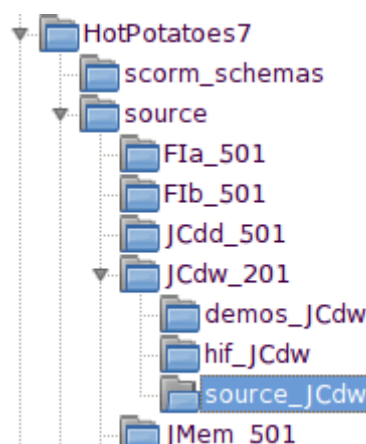 HotPotatoes7
scorm_schemas
source
FIa_501
FIb_501
JCdd_501
JCdw_201
demos_JCdw
hif_JCdw
source_JCdw
JMem_501